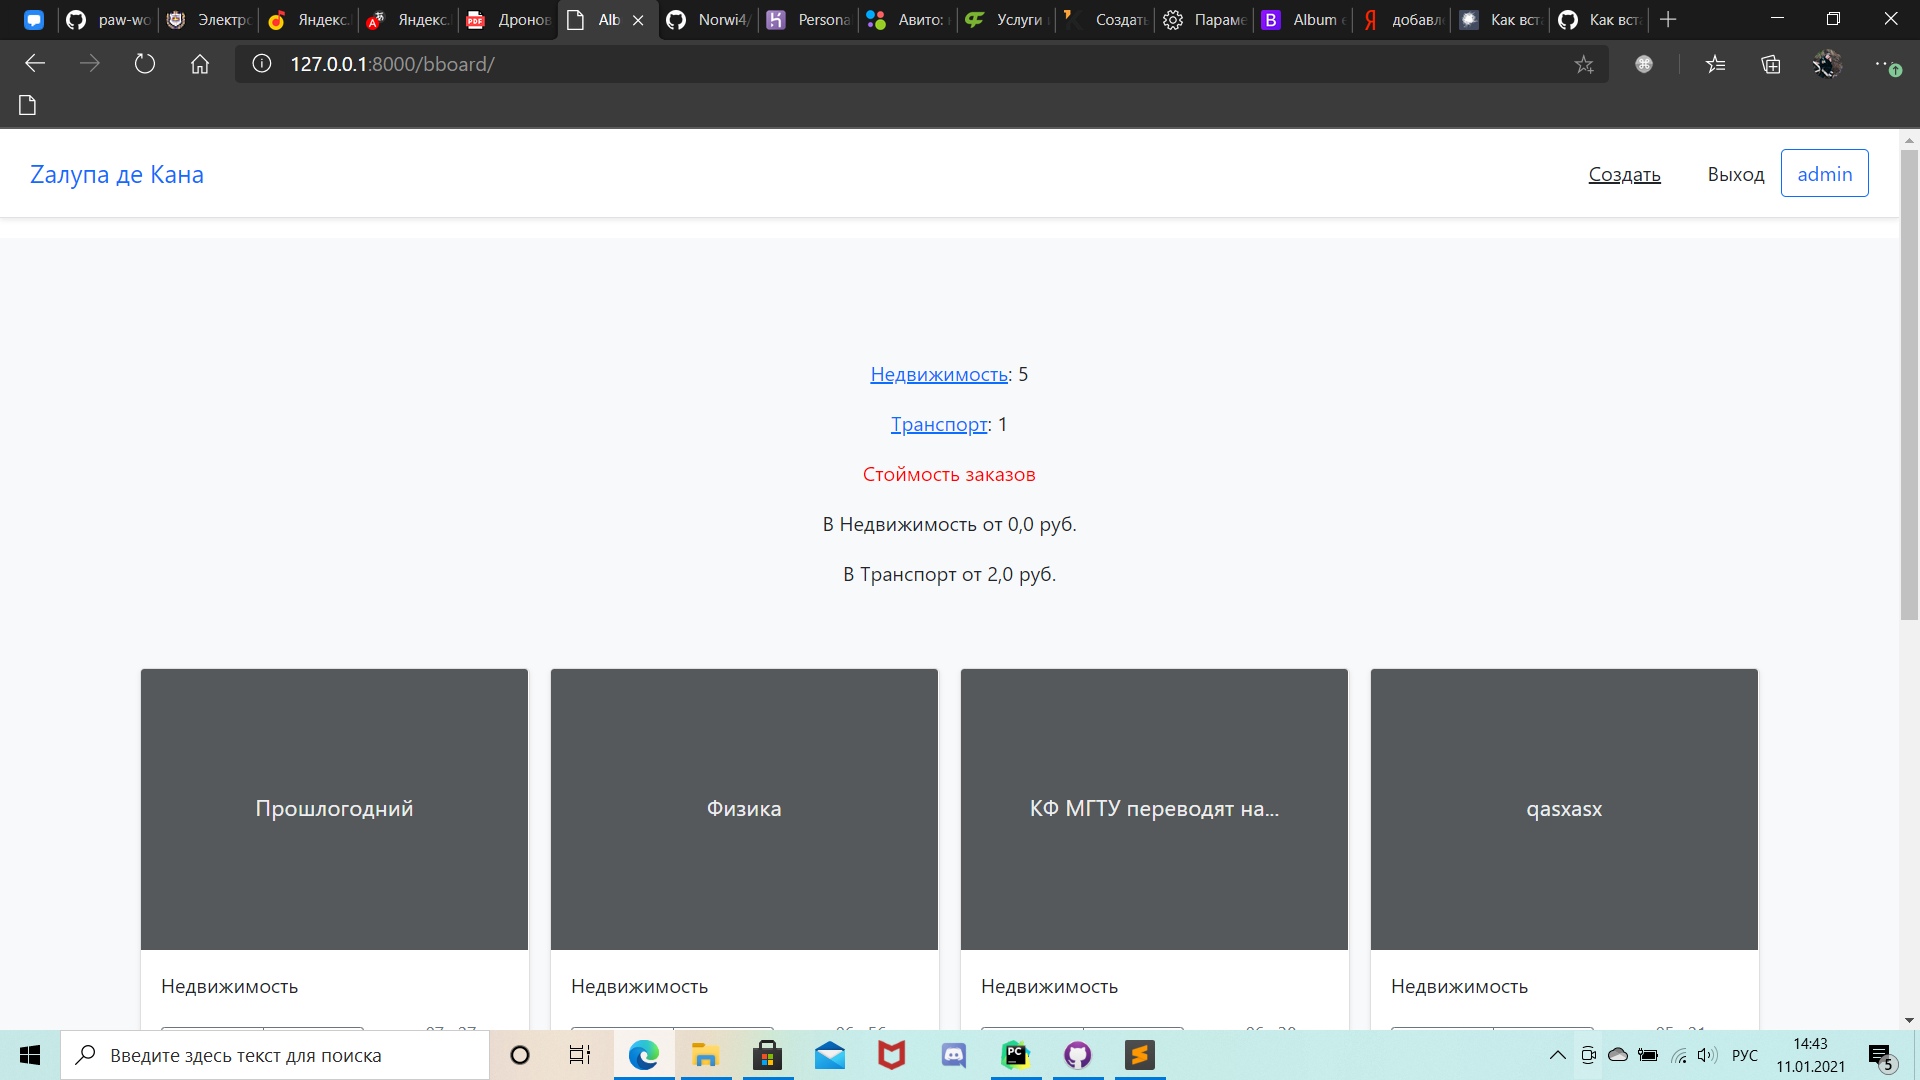 paw-wo
Электро
Яндекс.
Яндекс.
Дронов
Alb
Norwi4/
Persona
Авито:
Услуги
Создать
Параме
Album e
добавл
Как вст
Как вст
127.0.0.1:8000/bboard/
Zалупа де Кана
Создать
Выход
admin
Недвижимость: 5
Транспорт: 1
Стоймость заказов
В Недвижимость от 0,0 руб.
В Транспорт от 2,0 руб.
Прошлогодний
Физика
КФ МГТУ переводят на...
qasxasx
Недвижимость
Недвижимость
Недвижимость
Недвижимость
Введите здесь текст для поиска
РУС
14:43
11.01.2021
5